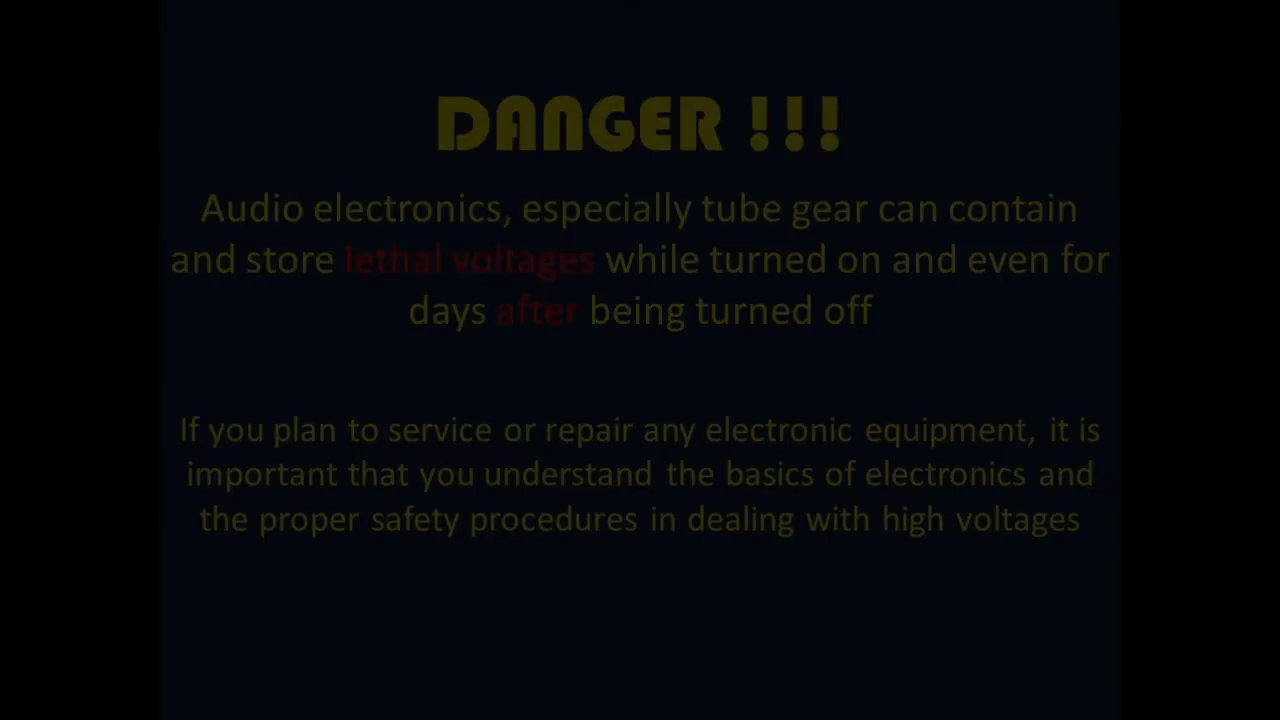 DANGER !!!
Audio electronics, especially tube gear can contain
and store lethal voltages while turned on and even for
days after being turned off
If you plan to service or repair any electronic equipment, it is
important that you understand the basics of electronics and
the proper safety procedures in dealing with high voltages